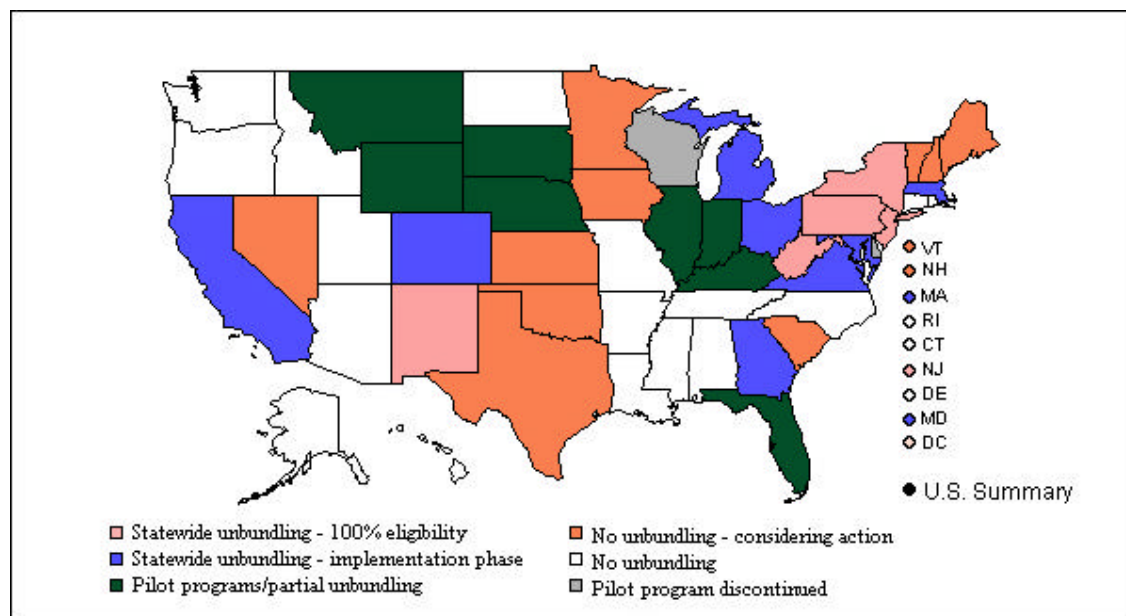 VT
NH
MA
RI
CT
NJ
DE
MD
DC
U.S. Summary
Statewide unbundling - 100% eligibility
Statewide unbundling - implementation phase
Pilot programs/partial unbundling
No unbundling - considering action
No unbundling
Pilot program discontinued